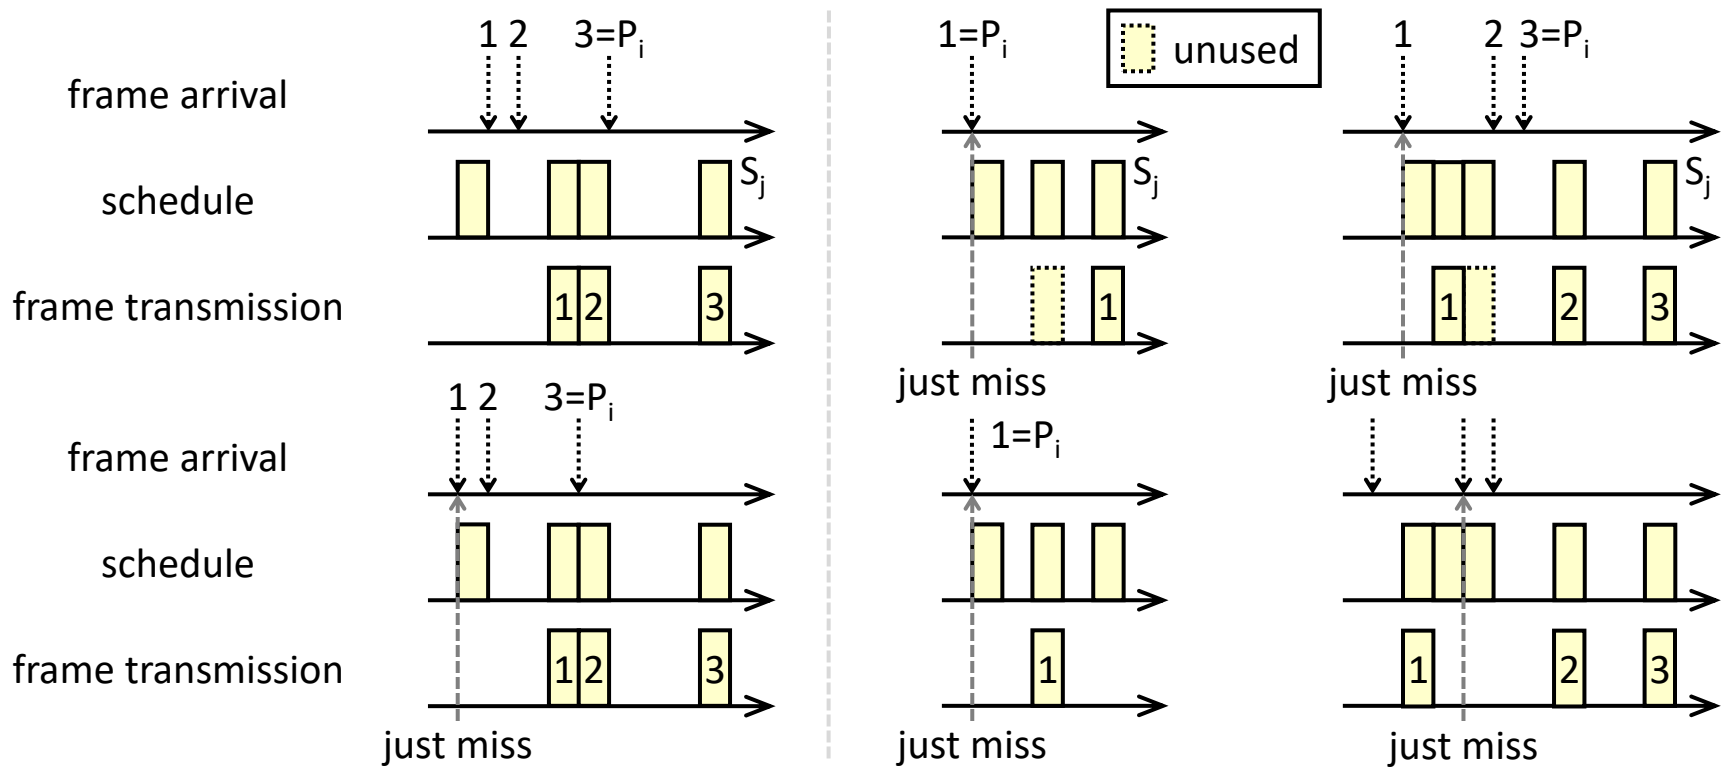 1 2 3=Pi 1=Pi unused 1 2 3=Pi
frame arrival
schedule Sj Sj Sj
frame transmission 1 2 3 1 1 2 3
just miss just miss
1 2 3=Pi 1=Pi
frame arrival
schedule
frame transmission 1 2 3 1 1 2 3
just miss just miss just miss